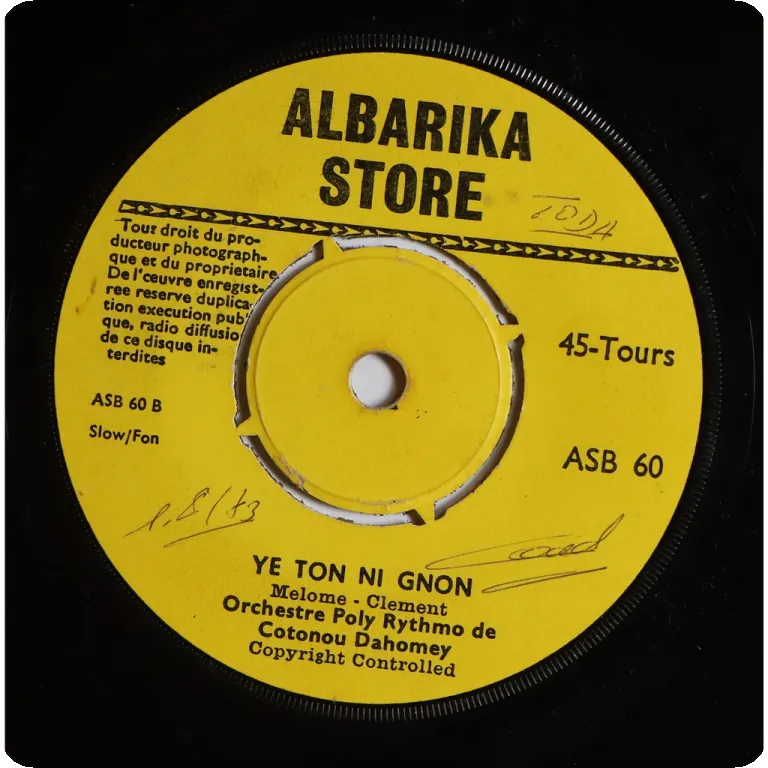 ALBARIKA
STORE
TODA
Tous droit du pro-
ducteur photograph-
que et du proprietaire
De l'œuvre enregist-
ree reserve duplica-
tion execution pub
que, radio diffusio
de ce disque in-
terdites
45-Tours
ASB 60 B
Slow/Fon
ASB 60
1.8/73
YE TON NI GNON
Melome - Clement
Orchestre Poly Rythmo de
Cotonou Dahomey
Copyright Controlled